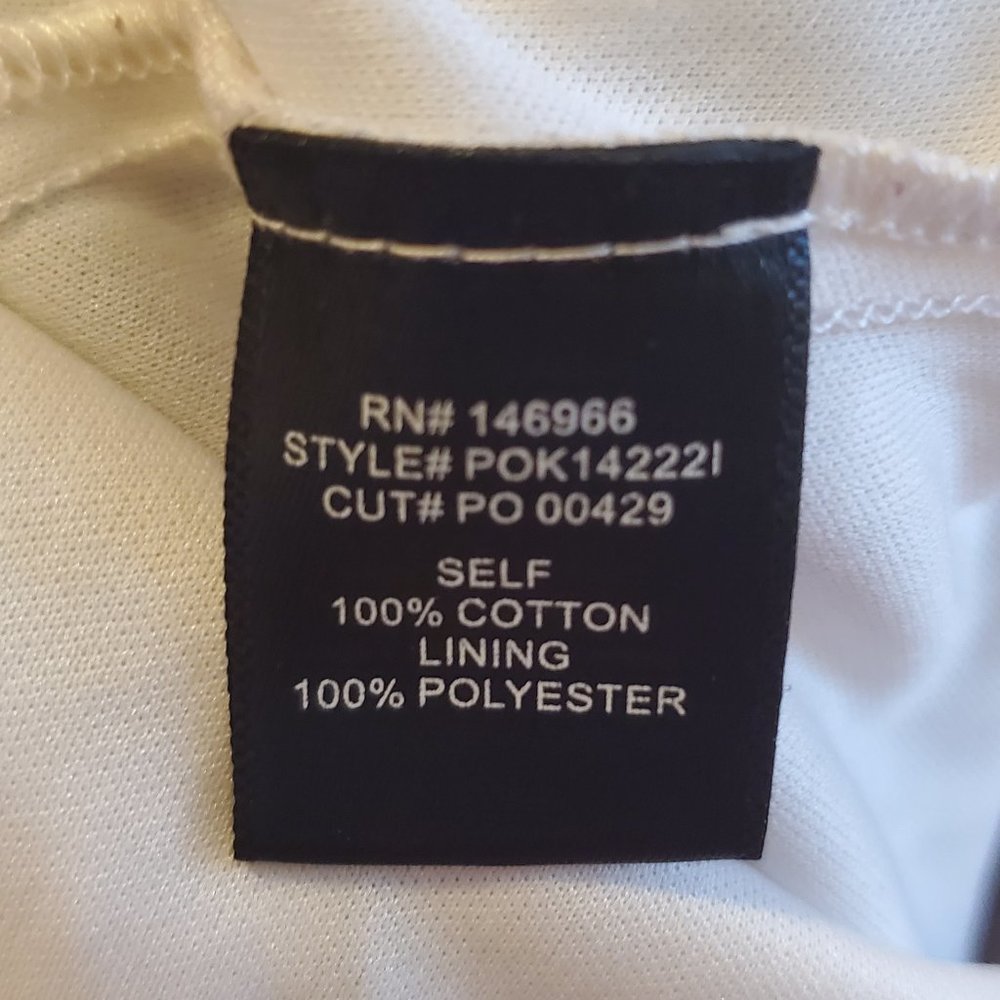 RN# 146966
STYLE# POK14222I
CUT# PO 00429
SELF
100% COTTON
LINING
100% POLYESTER